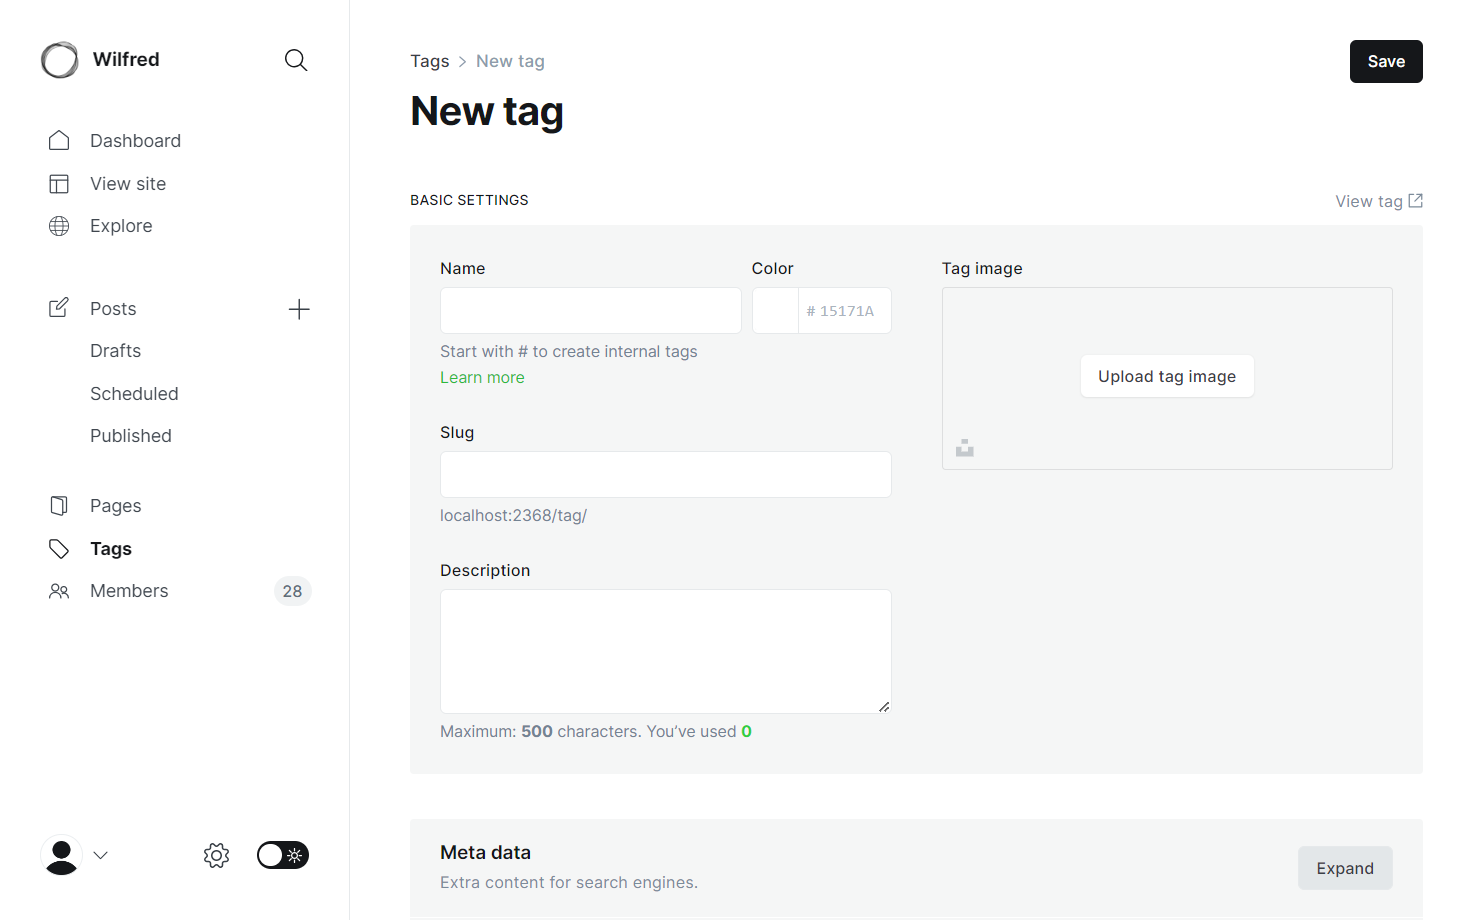 Wilfred
Dashboard
View site
Explore
Posts
Drafts
Scheduled
Published
Pages
Tags
Members 28
Tags > New tag
Save
New tag
BASIC SETTINGS
View tag
Name
Color
# 15171A
Start with # to create internal tags
Learn more
Slug
localhost:2368/tag/
Description
Maximum: 500 characters. You’ve used 0
Tag image
Upload tag image
Meta data
Extra content for search engines.
Expand